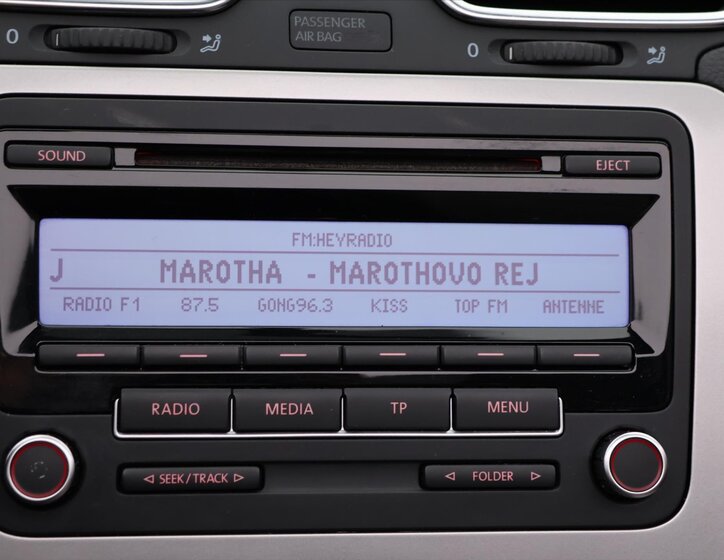 0 PASSENGER
AIR BAG 0
SOUND EJECT
FM:HEYRADIO
J MAROTHA - MAROTHOVO REJ
RADIO F1 87.5 GONG96.3 KISS TOP FM ANTENNE
RADIO MEDIA TP MENU
SEEK/TRACK FOLDER